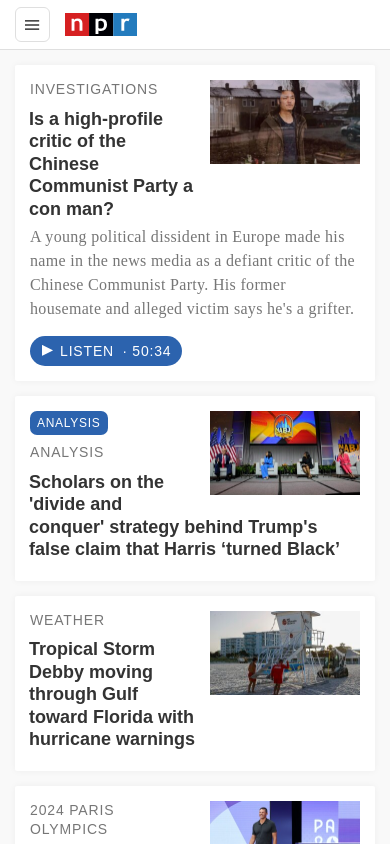 npr
INVESTIGATIONS
Is a high-profile
critic of the
Chinese
Communist Party a
con man?
A young political dissident in Europe made his
name in the news media as a defiant critic of the
Chinese Communist Party. His former
housemate and alleged victim says he's a grifter.
LISTEN · 50:34
ANALYSIS
ANALYSIS
Scholars on the
'divide and
conquer' strategy behind Trump's
false claim that Harris ‘turned Black’
WEATHER
Tropical Storm
Debby moving
through Gulf
toward Florida with
hurricane warnings
2024 PARIS
OLYMPICS
PA